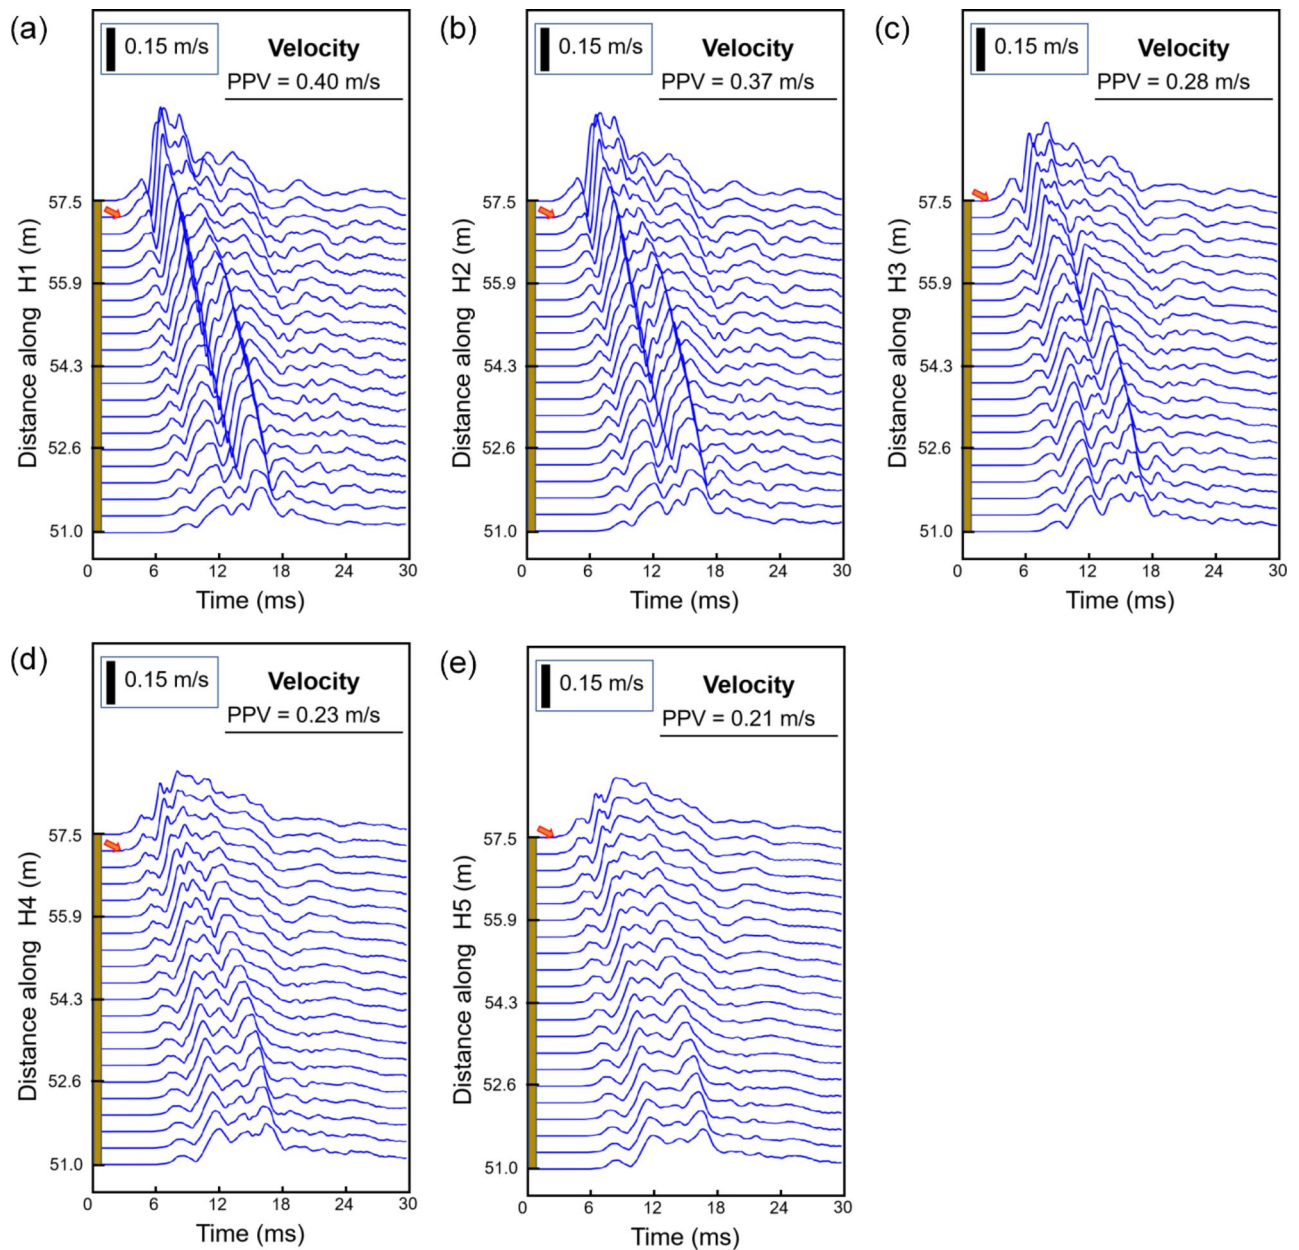 (a)
0.15 m/s
Velocity
PPV = 0.40 m/s
Distance along H1 (m)
57.5
55.9
54.3
52.6
51.0
0 6 12 18 24 30
Time (ms)
(b)
0.15 m/s
Velocity
PPV = 0.37 m/s
Distance along H2 (m)
57.5
55.9
54.3
52.6
51.0
0 6 12 18 24 30
Time (ms)
(c)
0.15 m/s
Velocity
PPV = 0.28 m/s
Distance along H3 (m)
57.5
55.9
54.3
52.6
51.0
0 6 12 18 24 30
Time (ms)
(d)
0.15 m/s
Velocity
PPV = 0.23 m/s
Distance along H4 (m)
57.5
55.9
54.3
52.6
51.0
0 6 12 18 24 30
Time (ms)
(e)
0.15 m/s
Velocity
PPV = 0.21 m/s
Distance along H5 (m)
57.5
55.9
54.3
52.6
51.0
0 6 12 18 24 30
Time (ms)